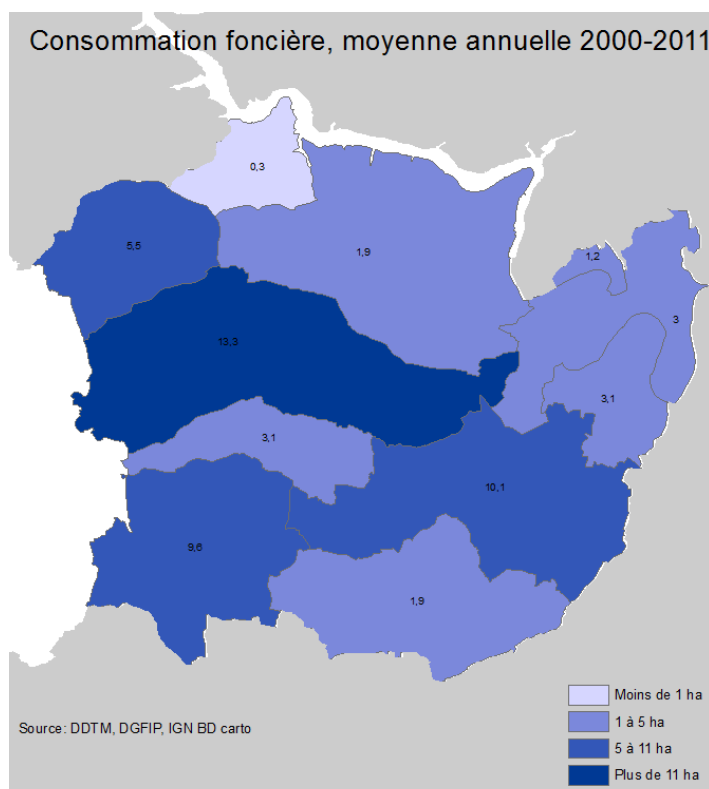 Consommation foncière, moyenne annuelle 2000-2011
0,3
5,5
1,9
1,2
3
13,3
3,1
3,1
10,1
9,6
1,9
Moins de 1 ha
1 à 5 ha
5 à 11 ha
Plus de 11 ha
Source: DDTM, DGFIP, IGN BD carto